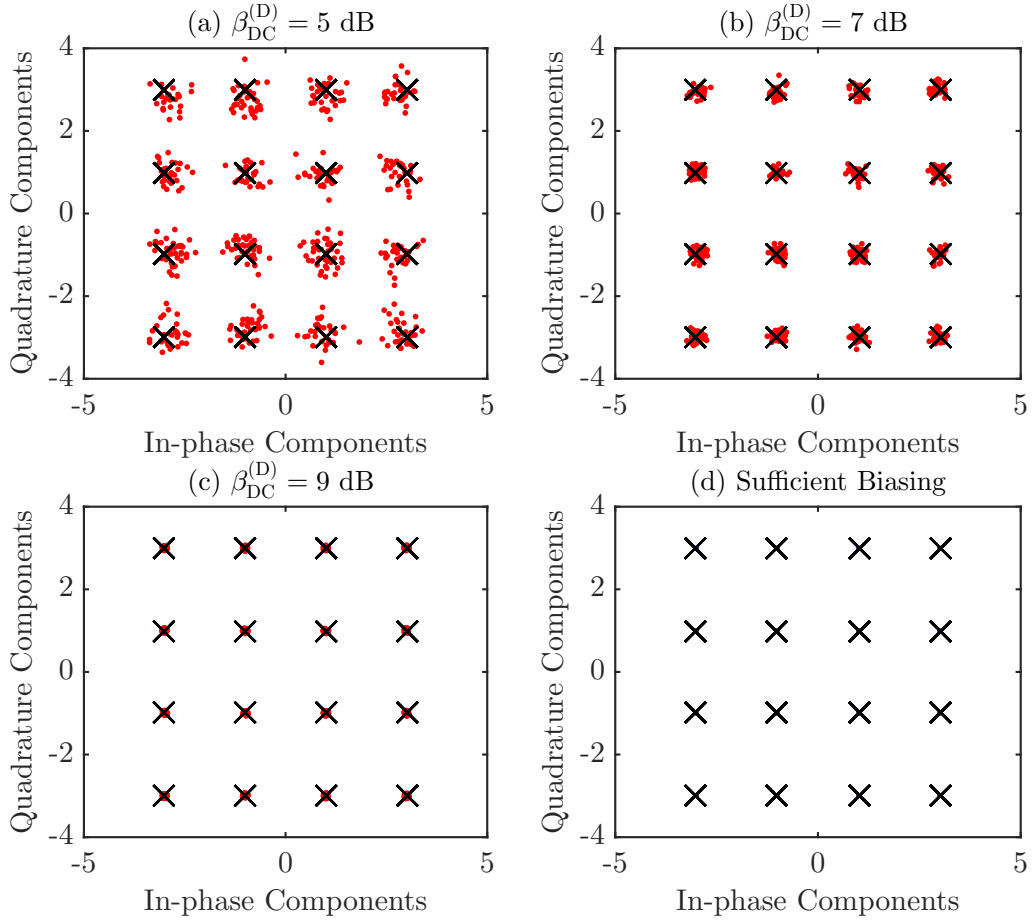 (a) β_DC^(D) = 5 dB
Quadrature Components
4
2
0
-2
-4
-5
0
5
In-phase Components
(b) β_DC^(D) = 7 dB
Quadrature Components
4
2
0
-2
-4
-5
0
5
In-phase Components
(c) β_DC^(D) = 9 dB
Quadrature Components
4
2
0
-2
-4
-5
0
5
In-phase Components
(d) Sufficient Biasing
Quadrature Components
4
2
0
-2
-4
-5
0
5
In-phase Components